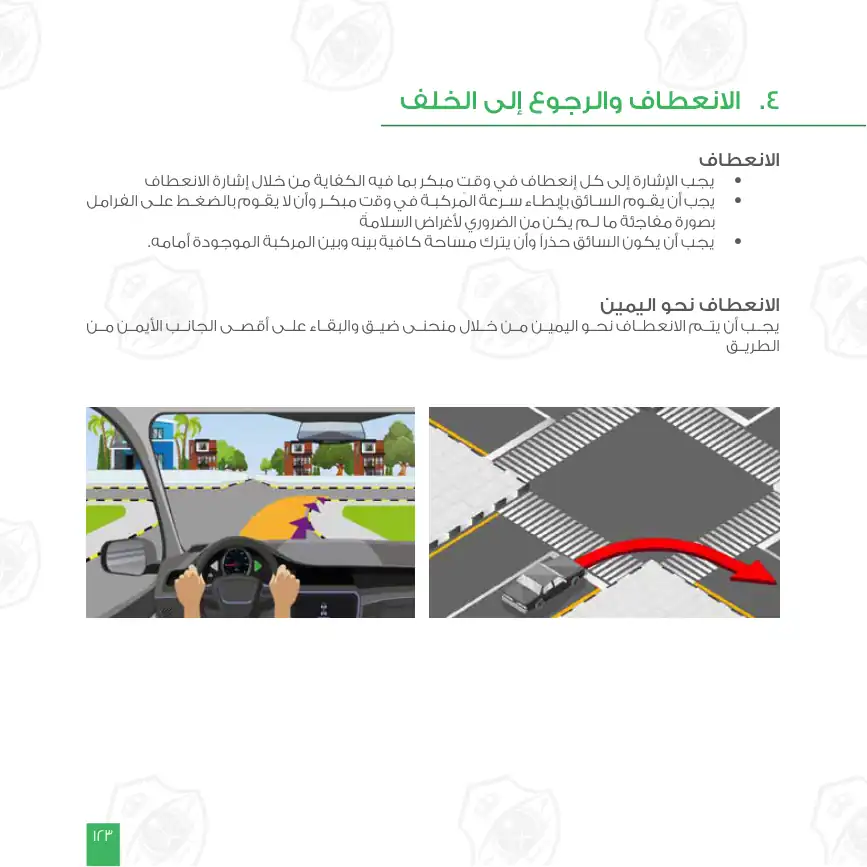 ٤. الانعطاف والرجوع إلى الخلف
الانعطاف
• يجب الإشارة إلى كل إنعطاف في وقت مبكر بما فيه الكفاية من خلال إشارة الانعطاف
• يجب أن يقوم السائق بإبطاء سرعة المركبة في وقت مبكر وأن لا يقوم بالضغط على الفرامل
بصورة مفاجئة ما لم يكن من الضروري لأغراض السلامة
• يجب أن يكون السائق حذراً وأن يترك مساحة كافية بينه وبين المركبة الموجودة أمامه.
الانعطاف نحو اليمين
يجب أن يتم الانعطاف نحو اليمين من خلال منحنى ضيق والبقاء على أقصى الجانب الأيمن من
الطريق
١٢٣